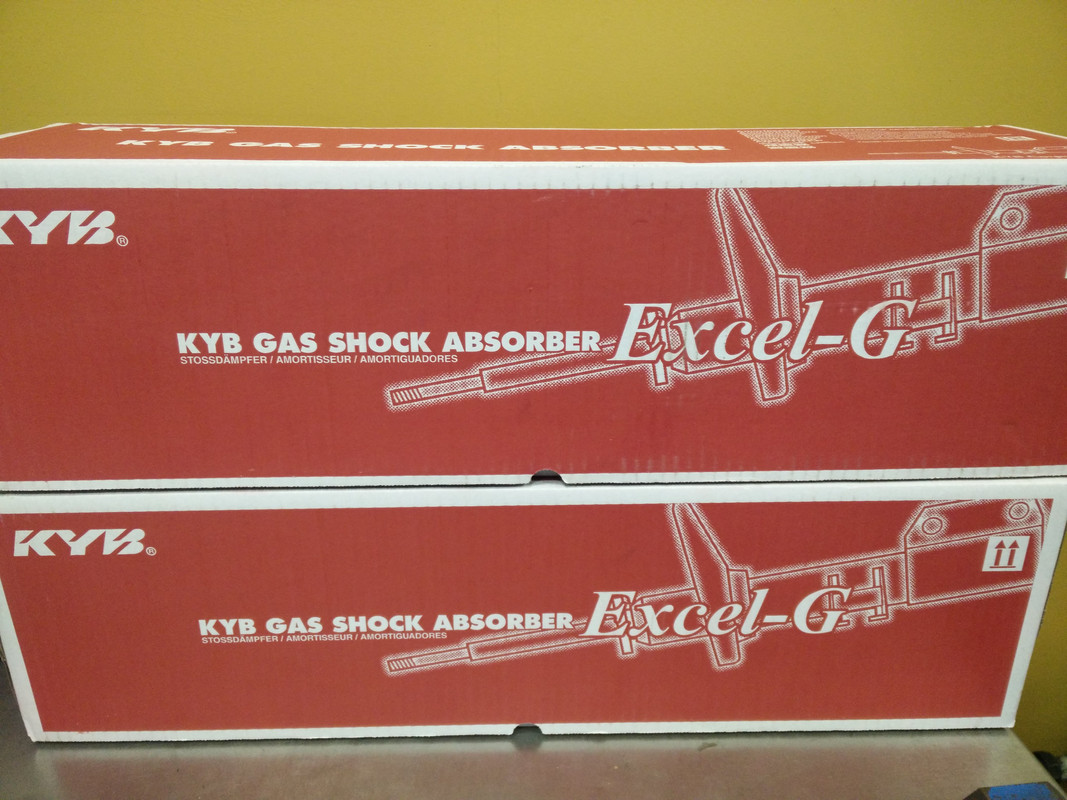 KYB
KYB GAS SHOCK ABSORBER
KYB®
KYB GAS SHOCK ABSORBER Excel-G
STOSSDÄMPFER / AMORTISSEUR / AMORTIGUADORES
KYB®
KYB GAS SHOCK ABSORBER Excel-G
STOSSDÄMPFER / AMORTISSEUR / AMORTIGUADORES